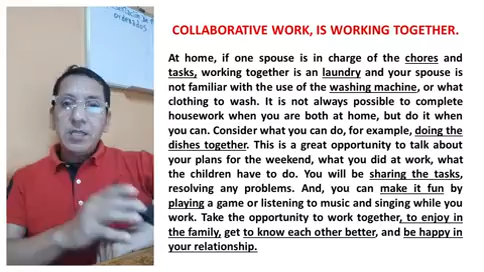 ordenados
COLLABORATIVE WORK, IS WORKING TOGETHER.
At home, if one spouse is in charge of the chores and
tasks, working together is an laundry and your spouse is
not familiar with the use of the washing machine, or what
clothing to wash. It is not always possible to complete
housework when you are both at home, but do it when
you can. Consider what you can do, for example, doing the
dishes together. This is a great opportunity to talk about
your plans for the weekend, what you did at work, what
the children have to do. You will be sharing the tasks,
resolving any problems. And, you can make it fun by
playing a game or listening to music and singing while you
work. Take the opportunity to work together, to enjoy in
the family, get to know each other better, and be happy in
your relationship.